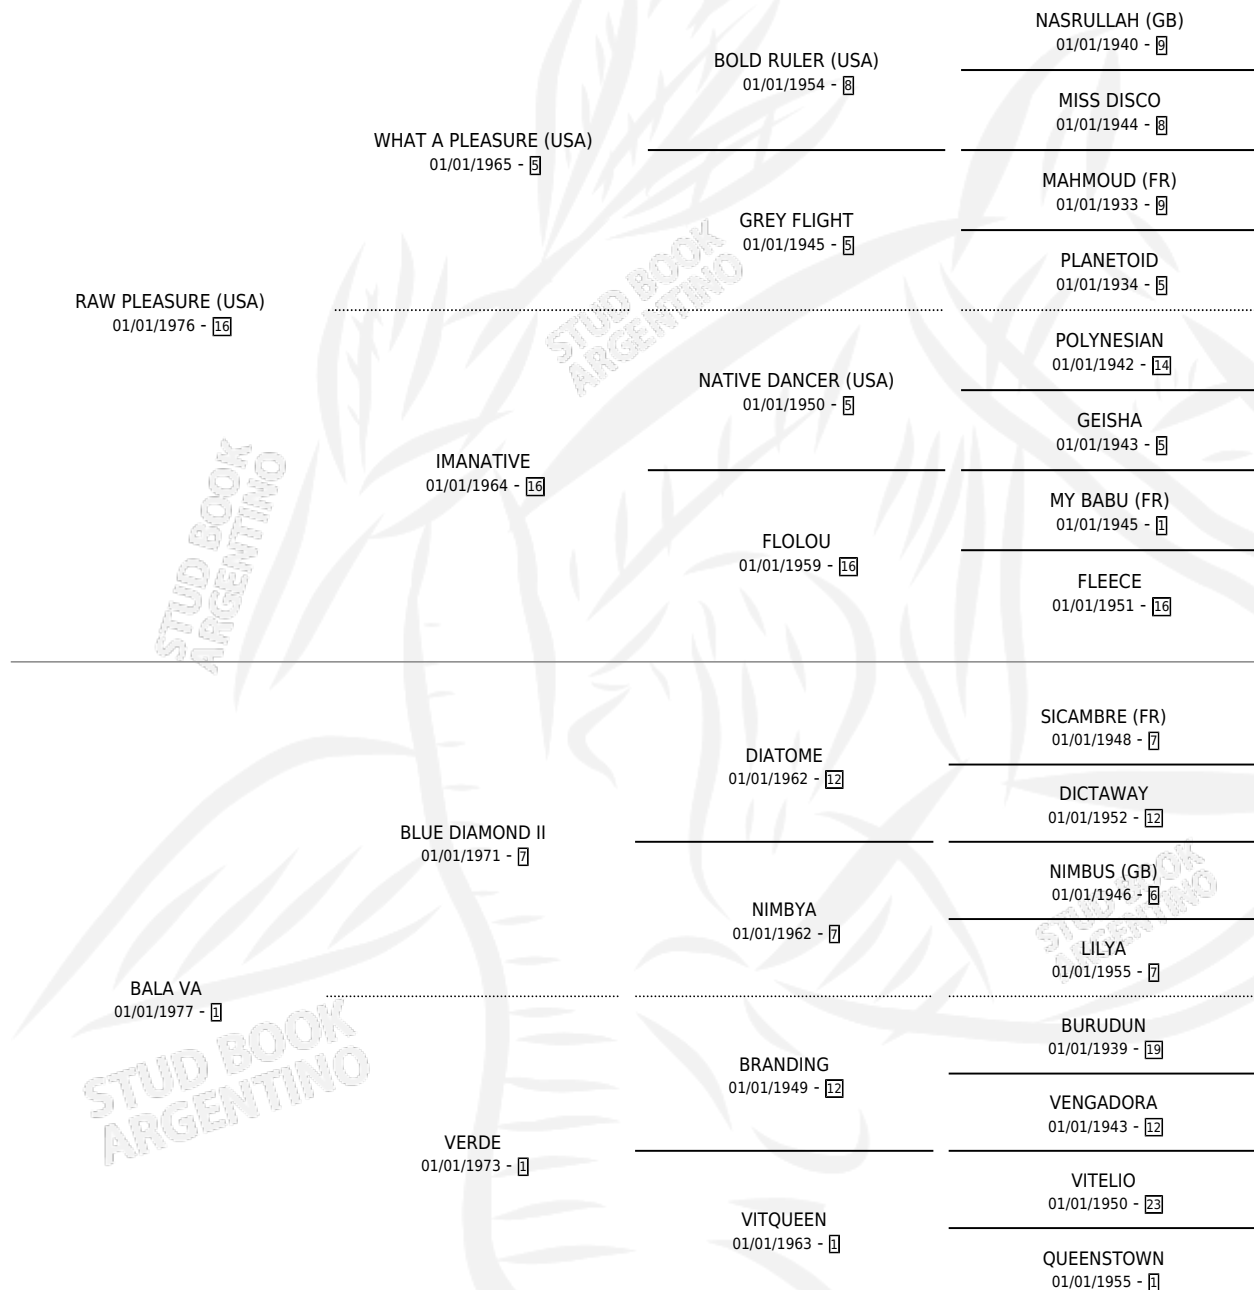 NASRULLAH (GB)
01/01/1940 - 9
BOLD RULER (USA)
01/01/1954 - 8
MISS DISCO
01/01/1944 - 8
WHAT A PLEASURE (USA)
01/01/1965 - 5
MAHMOUD (FR)
01/01/1933 - 9
GREY FLIGHT
01/01/1945 - 5
PLANETOID
01/01/1934 - 5
STUD BOOK
ARGENTINO
RAW PLEASURE (USA)
01/01/1976 - 16
POLYNESIAN
01/01/1942 - 14
NATIVE DANCER (USA)
01/01/1950 - 5
GEISHA
01/01/1943 - 5
IMANATIVE
01/01/1964 - 16
MY BABU (FR)
01/01/1945 - 1
FLOLOU
01/01/1959 - 16
FLEECE
01/01/1951 - 16
STUD BOOK
ARGENTINO
SICAMBRE (FR)
01/01/1948 - 7
DIATOME
01/01/1962 - 12
DICTAWAY
01/01/1952 - 12
BLUE DIAMOND II
01/01/1971 - 7
NIMBUS (GB)
01/01/1946 - 6
NIMBYA
01/01/1962 - 7
LILYA
01/01/1955 - 7
STUD BOOK
ARGENTINO
BALA VA
01/01/1977 - 1
BURUDUN
01/01/1939 - 19
BRANDING
01/01/1949 - 12
VENGADORA
01/01/1943 - 12
STUD BOOK
ARGENTINO
VERDE
01/01/1973 - 1
VITELIO
01/01/1950 - 23
VITQUEEN
01/01/1963 - 1
QUEENSTOWN
01/01/1955 - 1